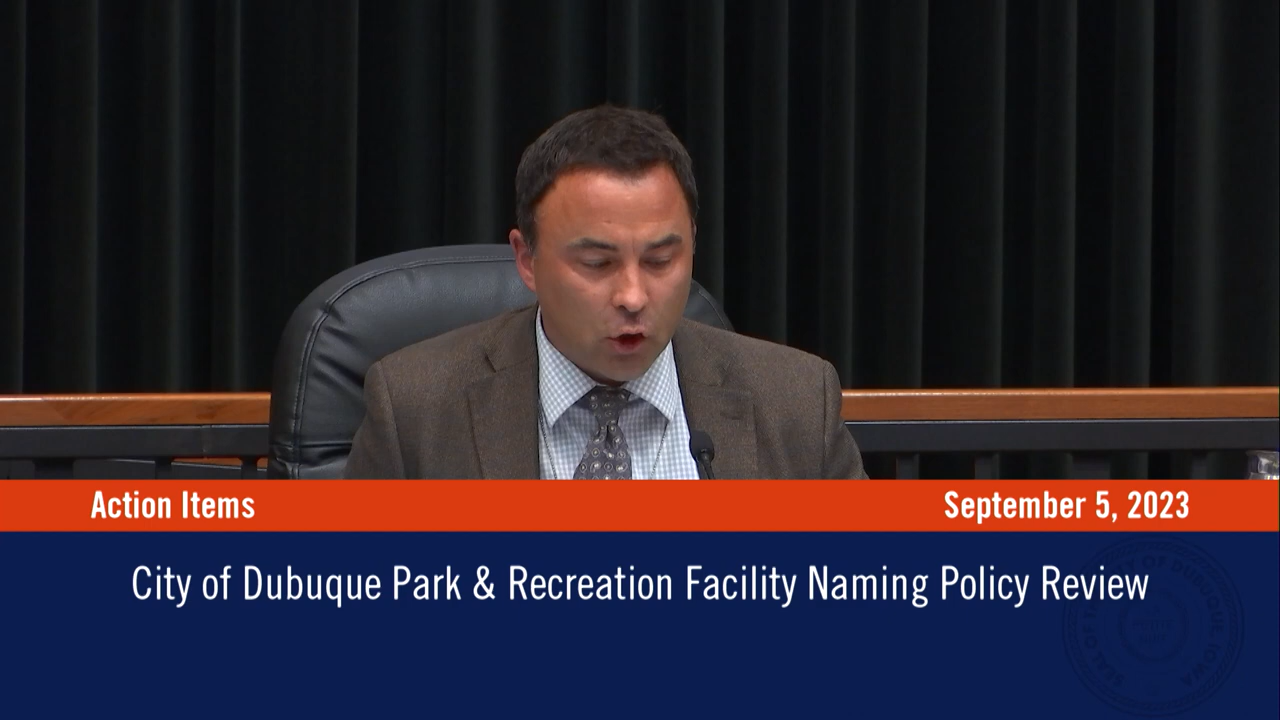 Action Items
September 5, 2023
City of Dubuque Park & Recreation Facility Naming Policy Review